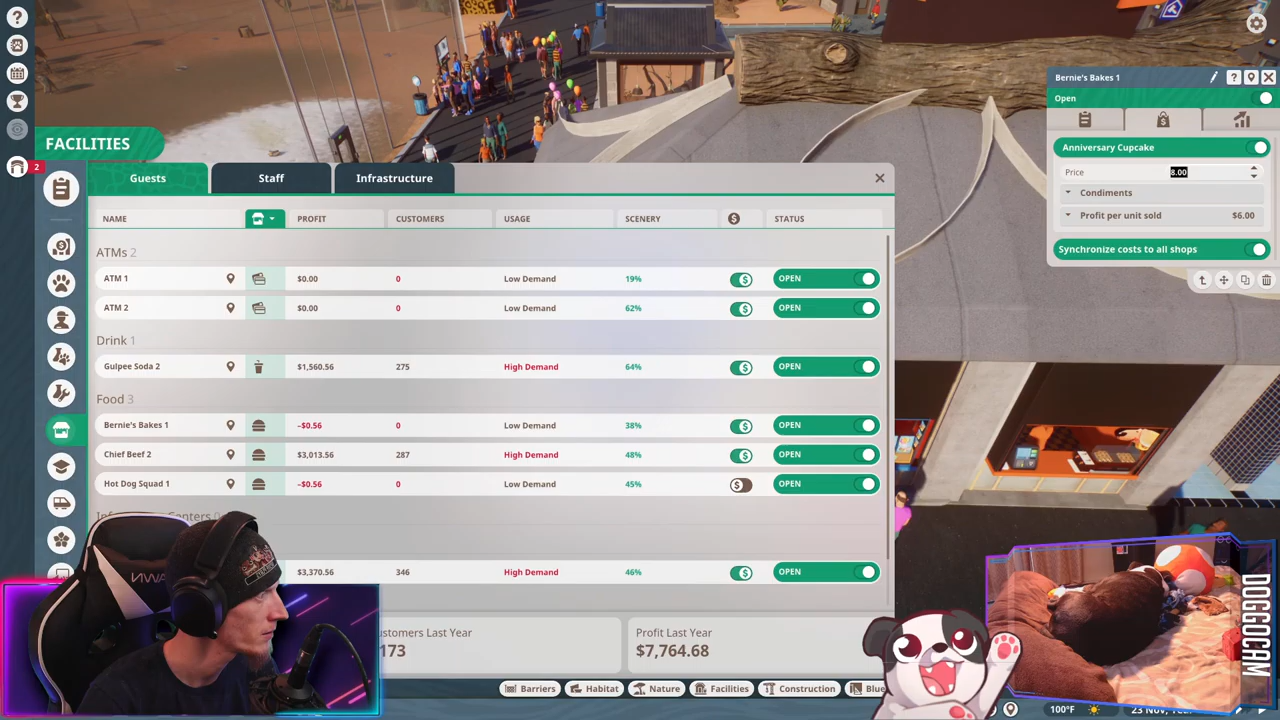 Bernie's Bakes 1
?
Open
FACILITIES
2
Guests
Staff
Infrastructure
Anniversary Cupcake
Price
8.00
Condiments
Profit per unit sold
$6.00
Synchronize costs to all shops
NAME
PROFIT
CUSTOMERS
USAGE
SCENERY
STATUS
ATMs 2
ATM 1
$0.00
0
Low Demand
19%
OPEN
ATM 2
$0.00
0
Low Demand
62%
OPEN
Drink 1
Gulpee Soda 2
$1,560.56
275
High Demand
64%
OPEN
Food 3
Bernie's Bakes 1
–$0.56
0
Low Demand
38%
OPEN
Chief Beef 2
$3,013.56
287
High Demand
48%
OPEN
Hot Dog Squad 1
–$0.56
0
Low Demand
45%
OPEN
$3,370.56
346
High Demand
46%
OPEN
Customers Last Year
173
Profit Last Year
$7,764.68
DOGGOCAM
Barriers
Habitat
Nature
Facilities
Construction
Blue
100°F
23 Nov,